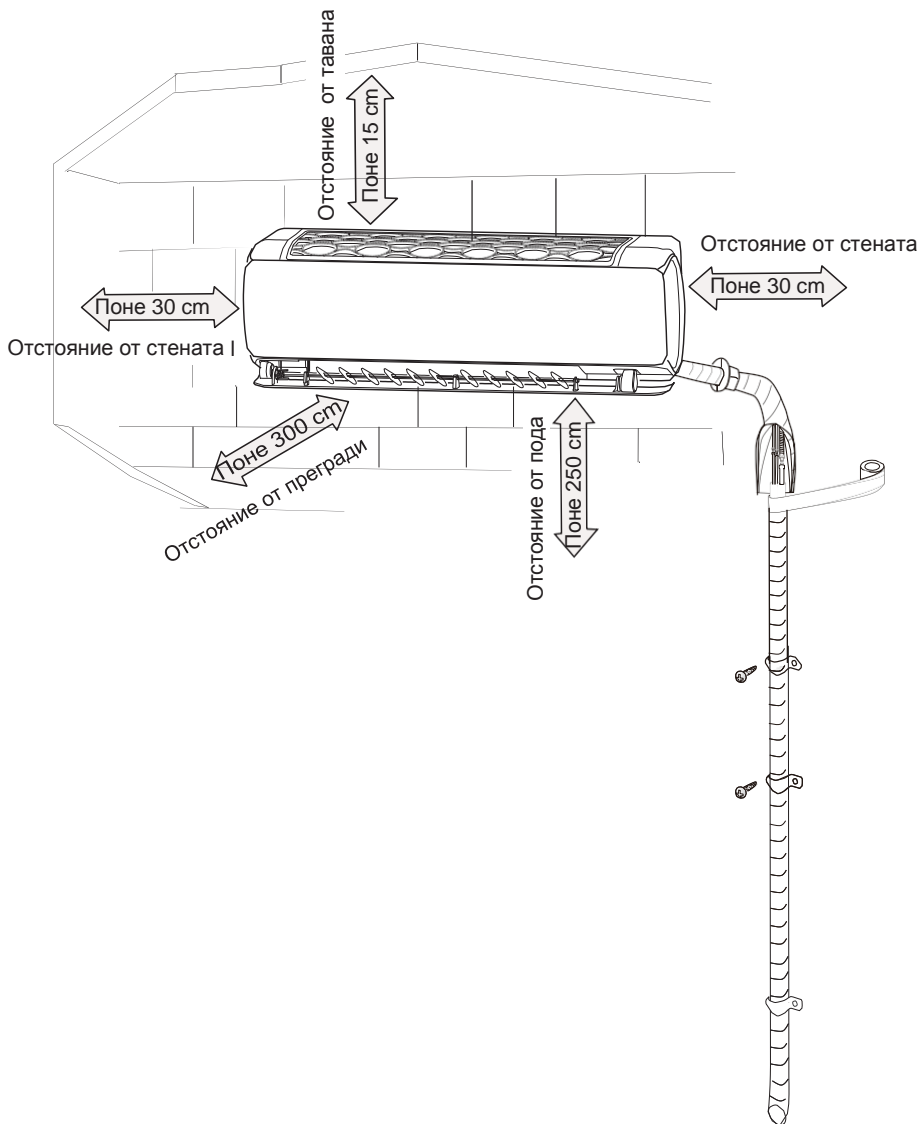 Отстояние от тавана
Поне 15 cm
Отстояние от стената
Поне 30 cm
Поне 30 cm
Отстояние от стената
Поне 300 cm
Отстояние от прегради
Отстояние от пода
Поне 250 cm